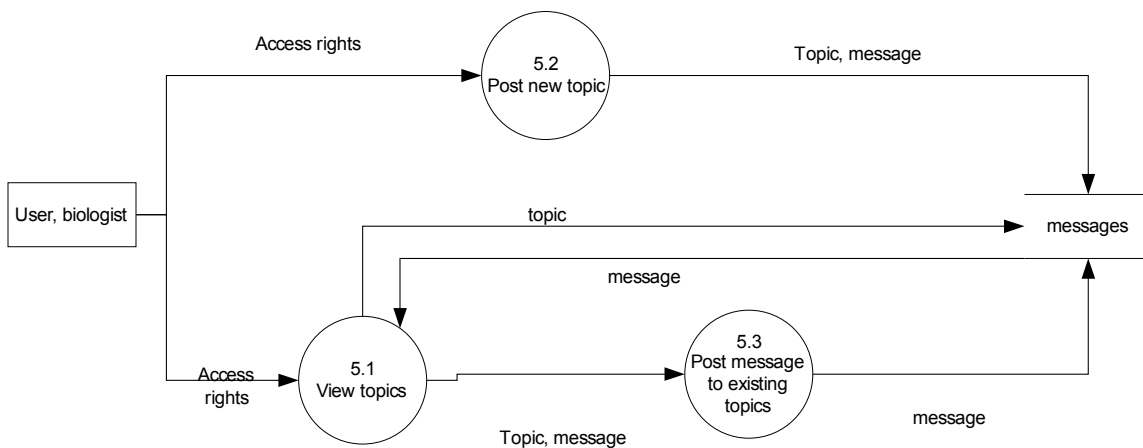 Access rights
5.2
Post new topic
Topic, message
User, biologist
topic
messages
message
Access
rights
5.1
View topics
5.3
Post message
to existing
topics
Topic, message
message